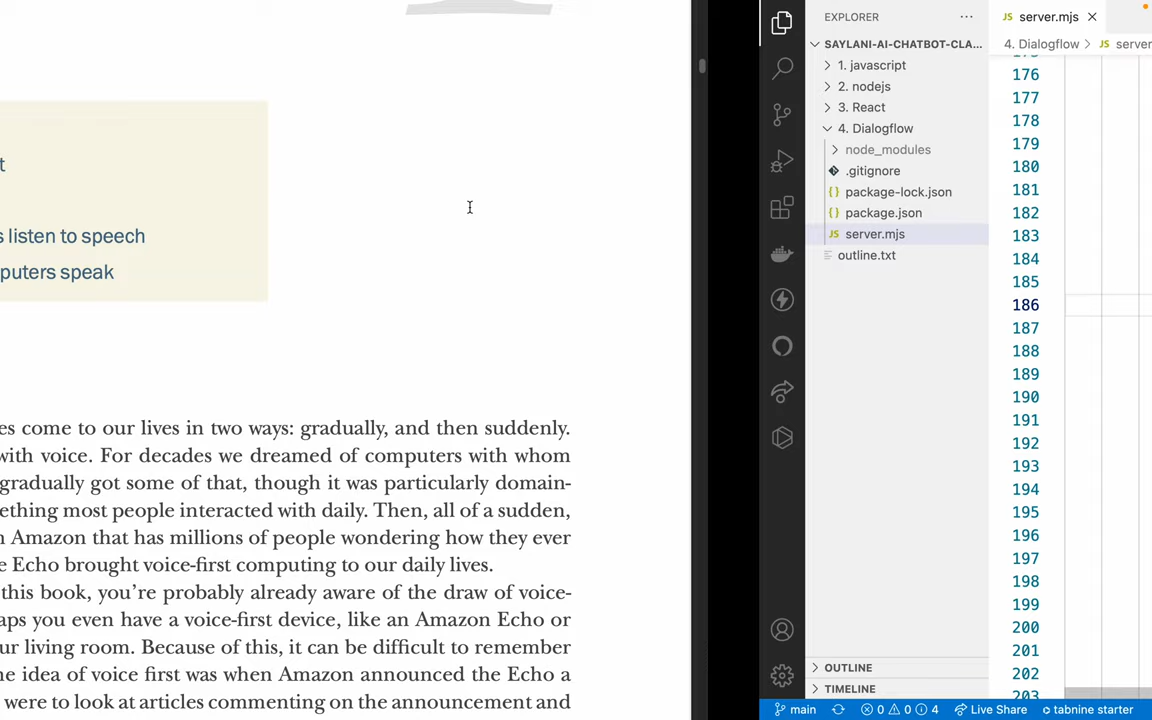 t
s listen to speech
puters speak
es come to our lives in two ways: gradually, and then suddenly.
with voice. For decades we dreamed of computers with whom
gradually got some of that, though it was particularly domain-
ething most people interacted with daily. Then, all of a sudden,
n Amazon that has millions of people wondering how they ever
e Echo brought voice-first computing to our daily lives.
this book, you're probably already aware of the draw of voice-
aps you even have a voice-first device, like an Amazon Echo or
ur living room. Because of this, it can be difficult to remember
ne idea of voice first was when Amazon announced the Echo a
were to look at articles commenting on the announcement and
EXPLORER
SAYLANI-AI-CHATBOT-CLA...
1. javascript
2. nodejs
3. React
4. Dialogflow
node_modules
.gitignore
package-lock.json
package.json
server.mjs
outline.txt
OUTLINE
TIMELINE
JS server.mjs
4. Dialogflow > JS server
175
176
177
178
179
180
181
182
183
184
185
186
187
188
189
190
191
192
193
194
195
196
197
198
199
200
201
202
203
main 0 0 4 Live Share tabnine starter